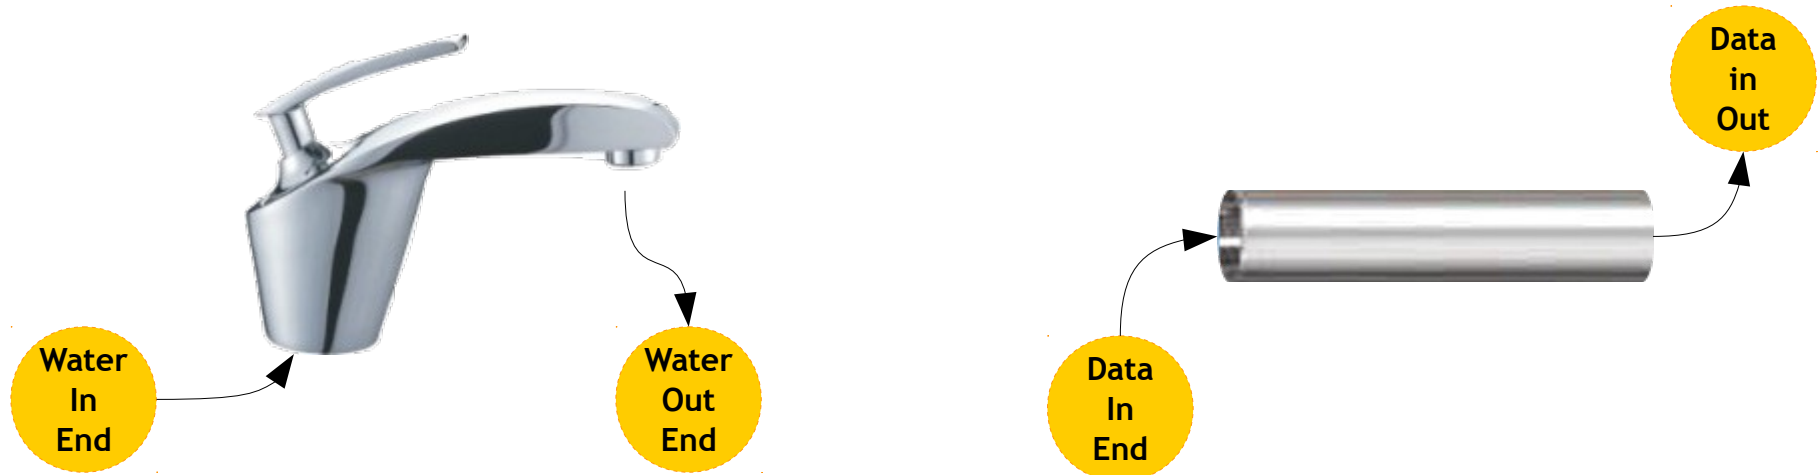 Water
In
End
Water
Out
End
Data
In
End
Data
in
Out